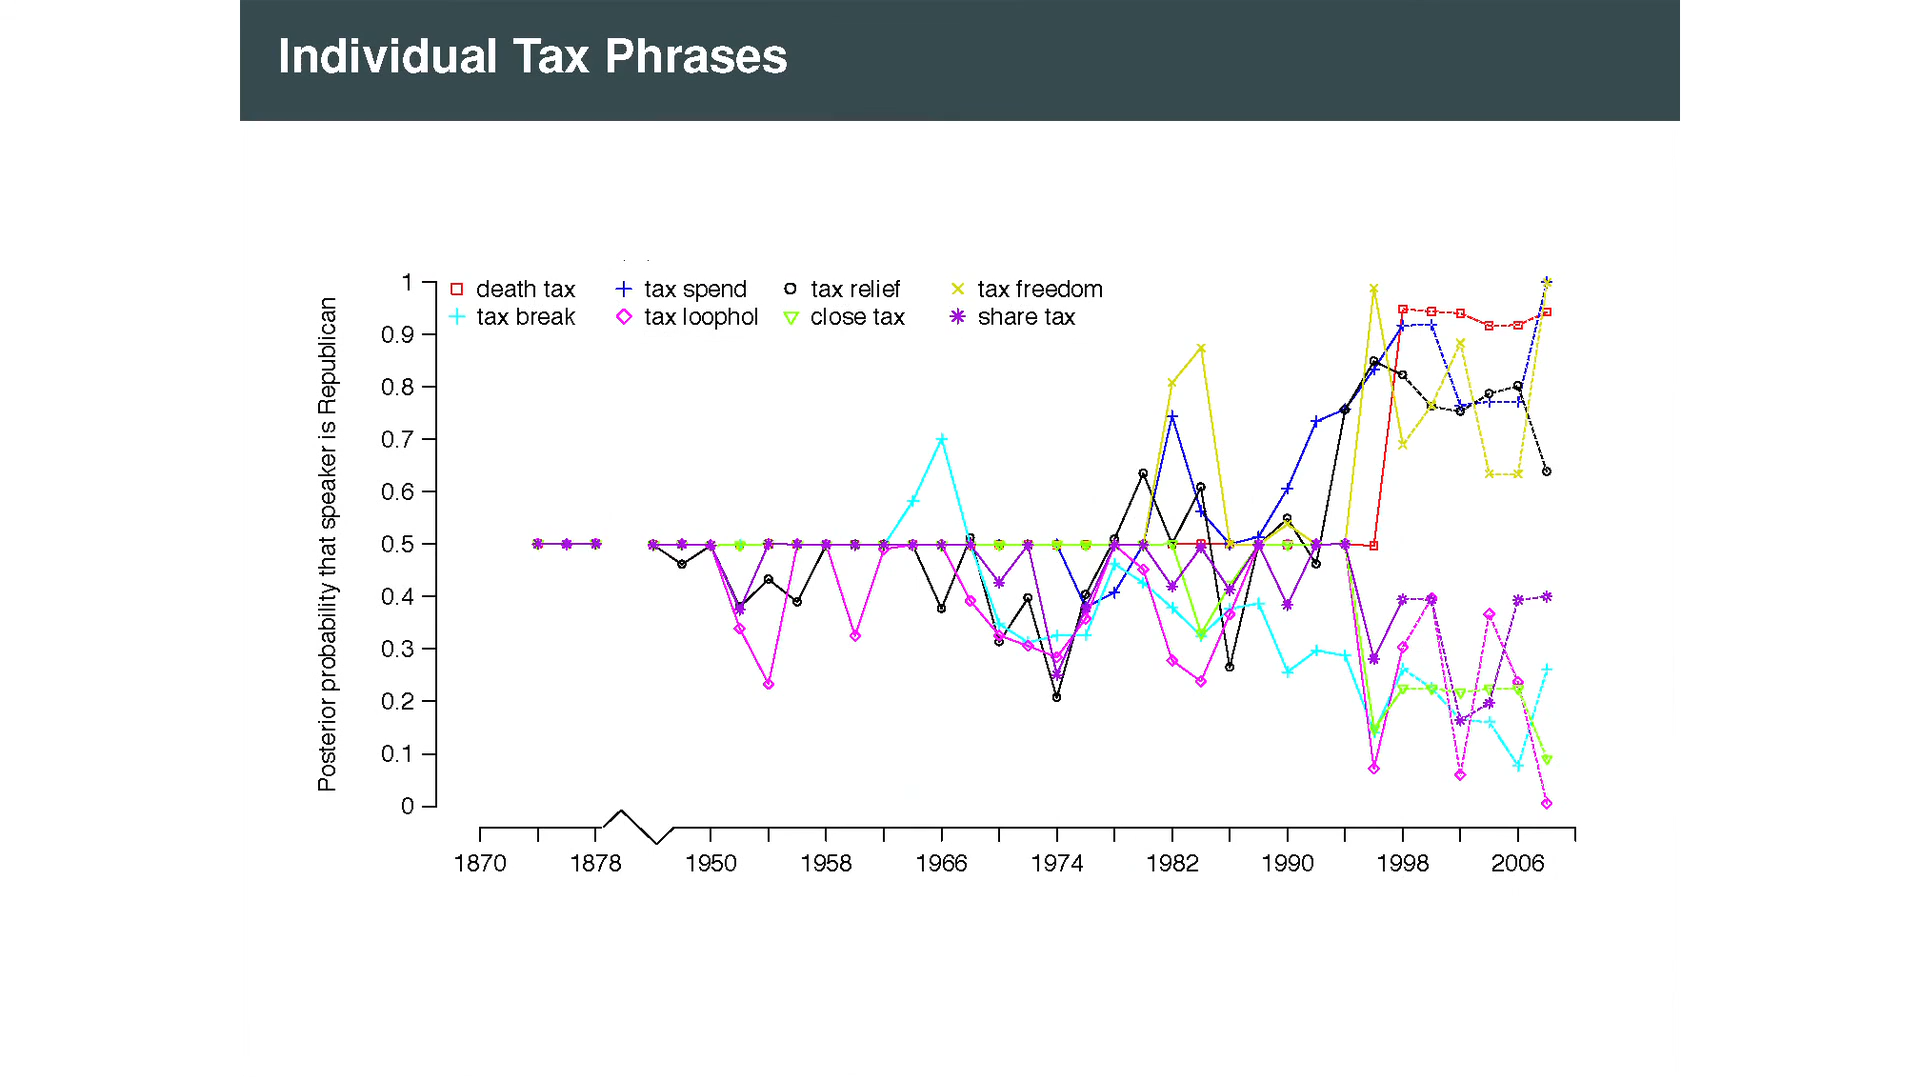 Individual Tax Phrases
death tax tax spend tax relief tax freedom
tax break tax loophol close tax share tax
Posterior probability that speaker is Republican
1
0.9
0.8
0.7
0.6
0.5
0.4
0.3
0.2
0.1
0
1870 1878 1950 1958 1966 1974 1982 1990 1998 2006